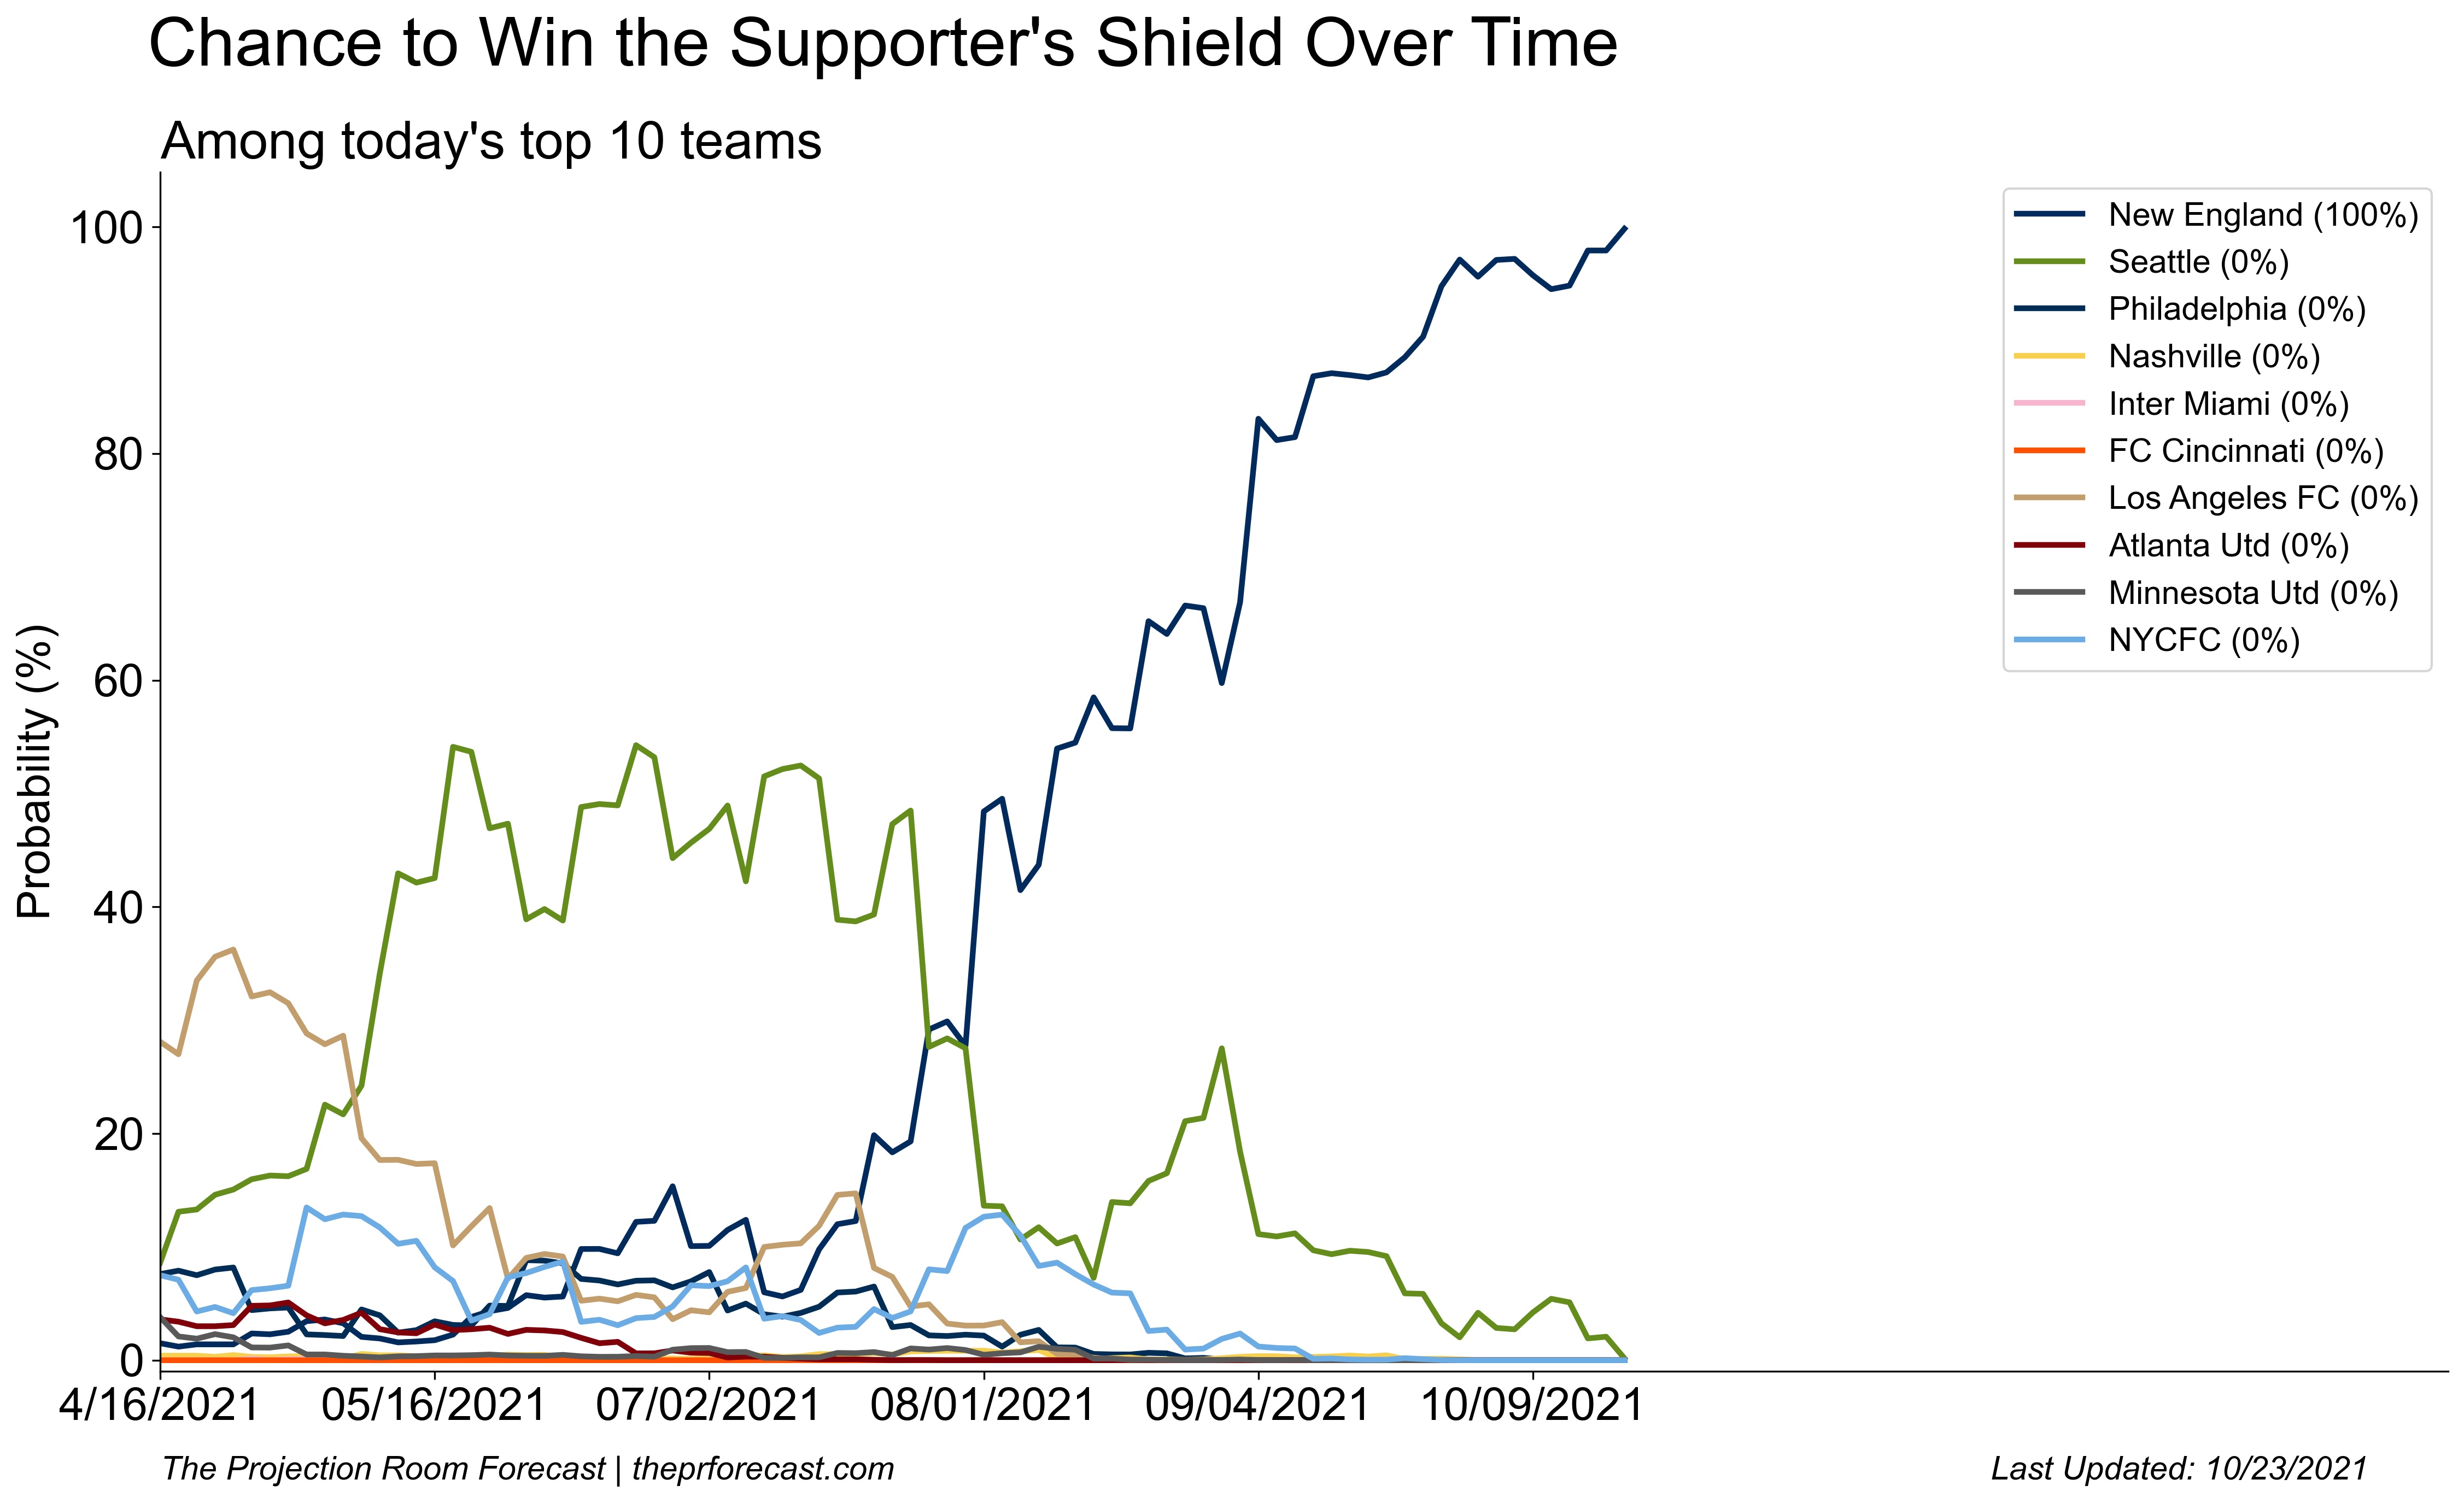 Chance to Win the Supporter's Shield Over Time
Among today's top 10 teams
100
80
60
40
20
0
Probability (%)
4/16/2021
05/16/2021
07/02/2021
08/01/2021
09/04/2021
10/09/2021
New England (100%)
Seattle (0%)
Philadelphia (0%)
Nashville (0%)
Inter Miami (0%)
FC Cincinnati (0%)
Los Angeles FC (0%)
Atlanta Utd (0%)
Minnesota Utd (0%)
NYCFC (0%)
The Projection Room Forecast | theprforecast.com
Last Updated: 10/23/2021